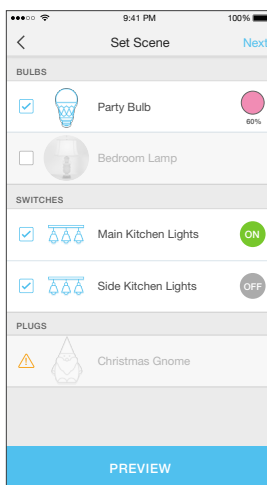 9:41 PM 100%
Set Scene Next
BULBS
Party Bulb
60%
Bedroom Lamp
SWITCHES
Main Kitchen Lights ON
Side Kitchen Lights OFF
PLUGS
Christmas Gnome
PREVIEW